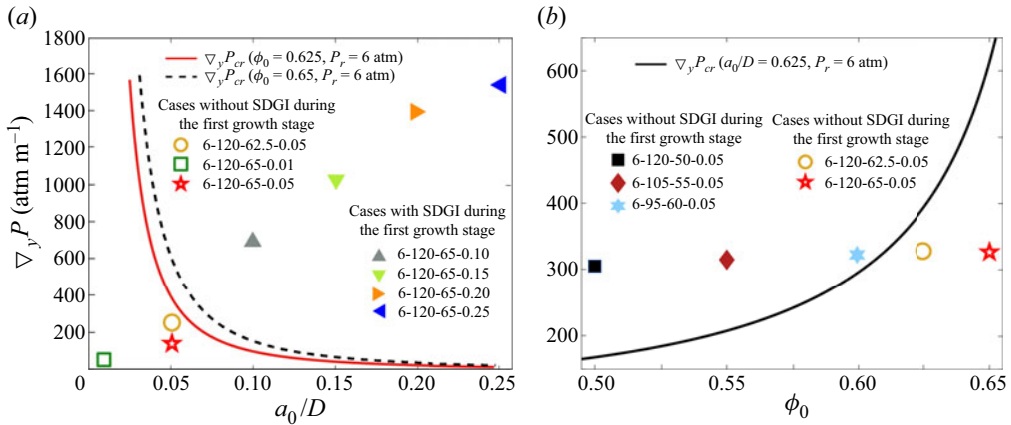 (a)
1800
1600
1400
1200
1000
800
600
400
200
0
0.05
0.10
0.15
0.20
0.25
∇yP (atm m−1)
a0/D
∇yPcr (ϕ0 = 0.625, Pr = 6 atm)
∇yPcr (ϕ0 = 0.65, Pr = 6 atm)
Cases without SDGI during
the first growth stage
6-120-62.5-0.05
6-120-65-0.01
6-120-65-0.05
Cases with SDGI during
the first growth stage
6-120-65-0.10
6-120-65-0.15
6-120-65-0.20
6-120-65-0.25
(b)
600
500
400
300
200
0.50
0.55
0.60
0.65
ϕ0
∇yPcr (a0/D = 0.625, Pr = 6 atm)
Cases without SDGI during
the first growth stage
6-120-50-0.05
6-105-55-0.05
6-95-60-0.05
Cases without SDGI during
the first growth stage
6-120-62.5-0.05
6-120-65-0.05